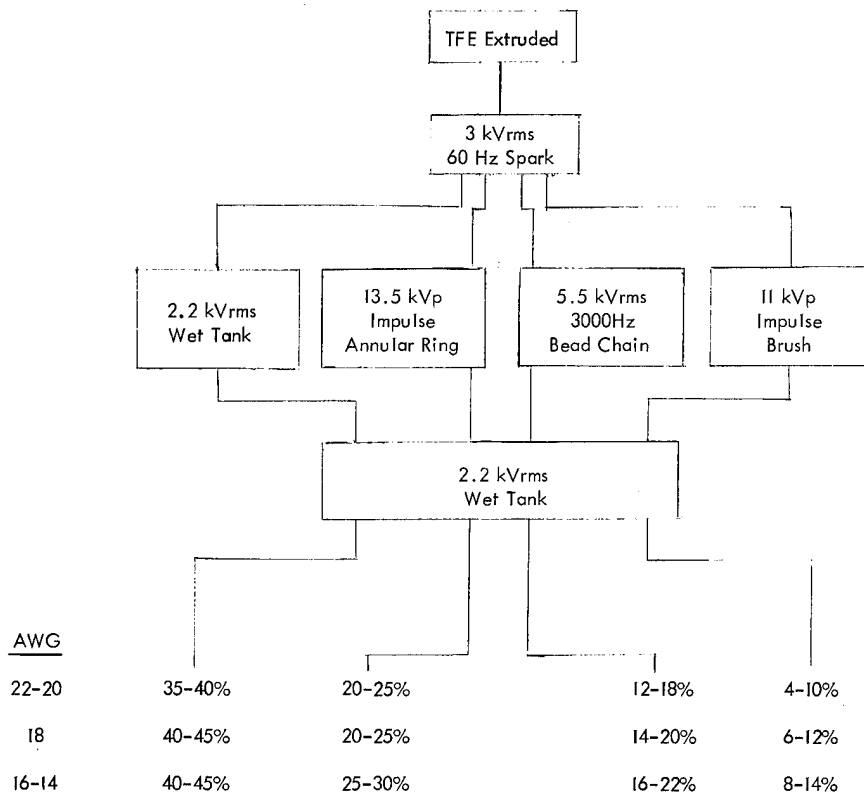 TFE Extruded
3 kVrms
60 Hz Spark
2.2 kVrms
Wet Tank
13.5 kVp
Impulse
Annular Ring
5.5 kVrms
3000Hz
Bead Chain
11 kVp
Impulse
Brush
2.2 kVrms
Wet Tank
AWG
22-20 35-40% 20-25% 12-18% 4-10%
18 40-45% 20-25% 14-20% 6-12%
16-14 40-45% 25-30% 16-22% 8-14%